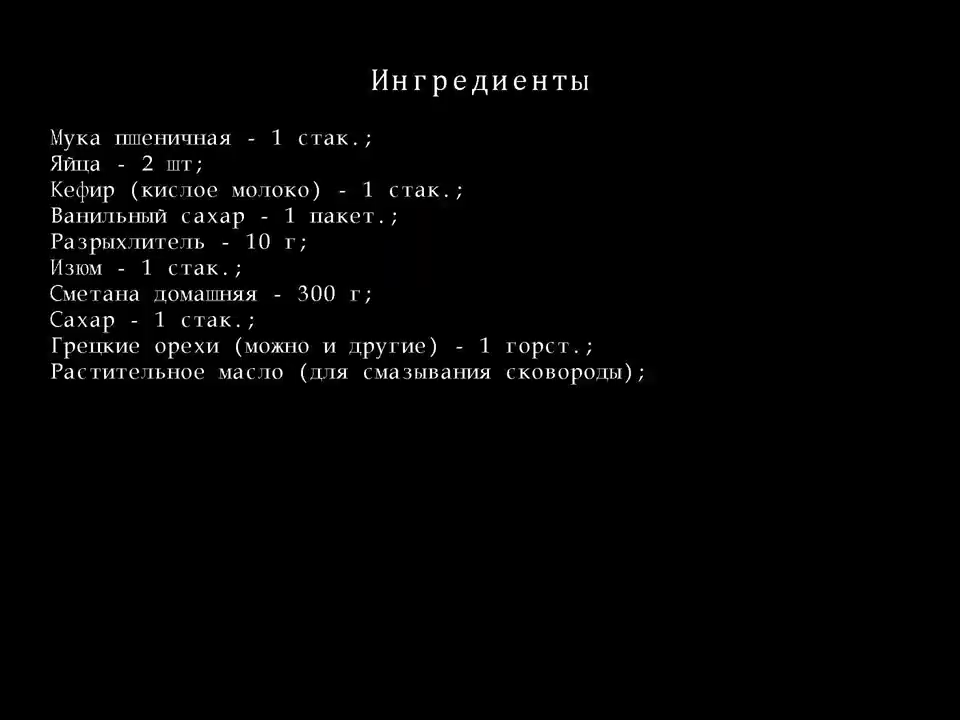 Ингредиенты
Мука пшеничная - 1 стак.;
Яйца - 2 шт;
Кефир (кислое молоко) - 1 стак.;
Ванильный сахар - 1 пакет.;
Разрыхлитель - 10 г;
Изюм - 1 стак.;
Сметана домашняя - 300 г;
Сахар - 1 стак.;
Грецкие орехи (можно и другие) - 1 горст.;
Растительное масло (для смазывания сковороды);